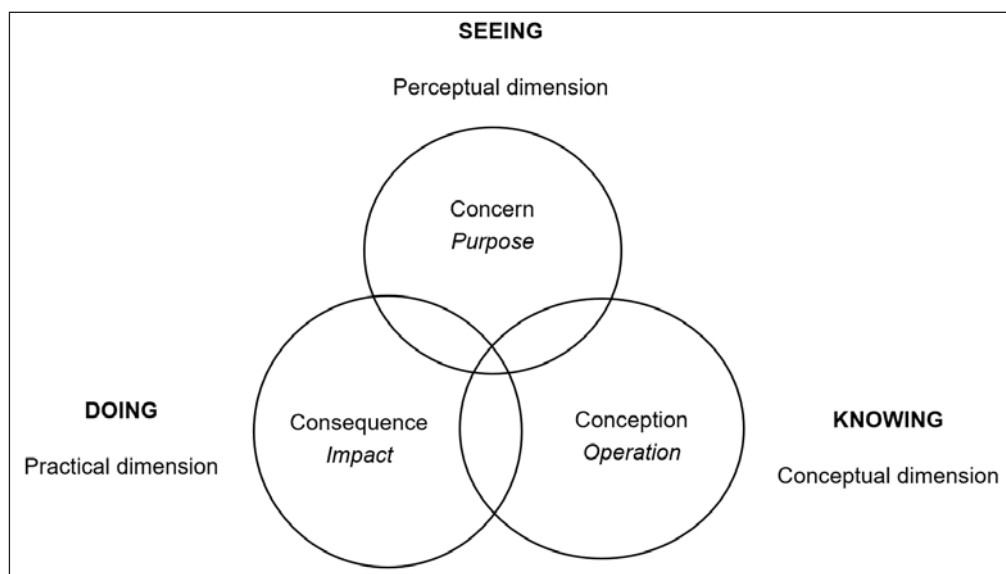 SEEING
Perceptual dimension
Concern
Purpose
DOING
Practical dimension
Consequence
Impact
Conception
Operation
KNOWING
Conceptual dimension